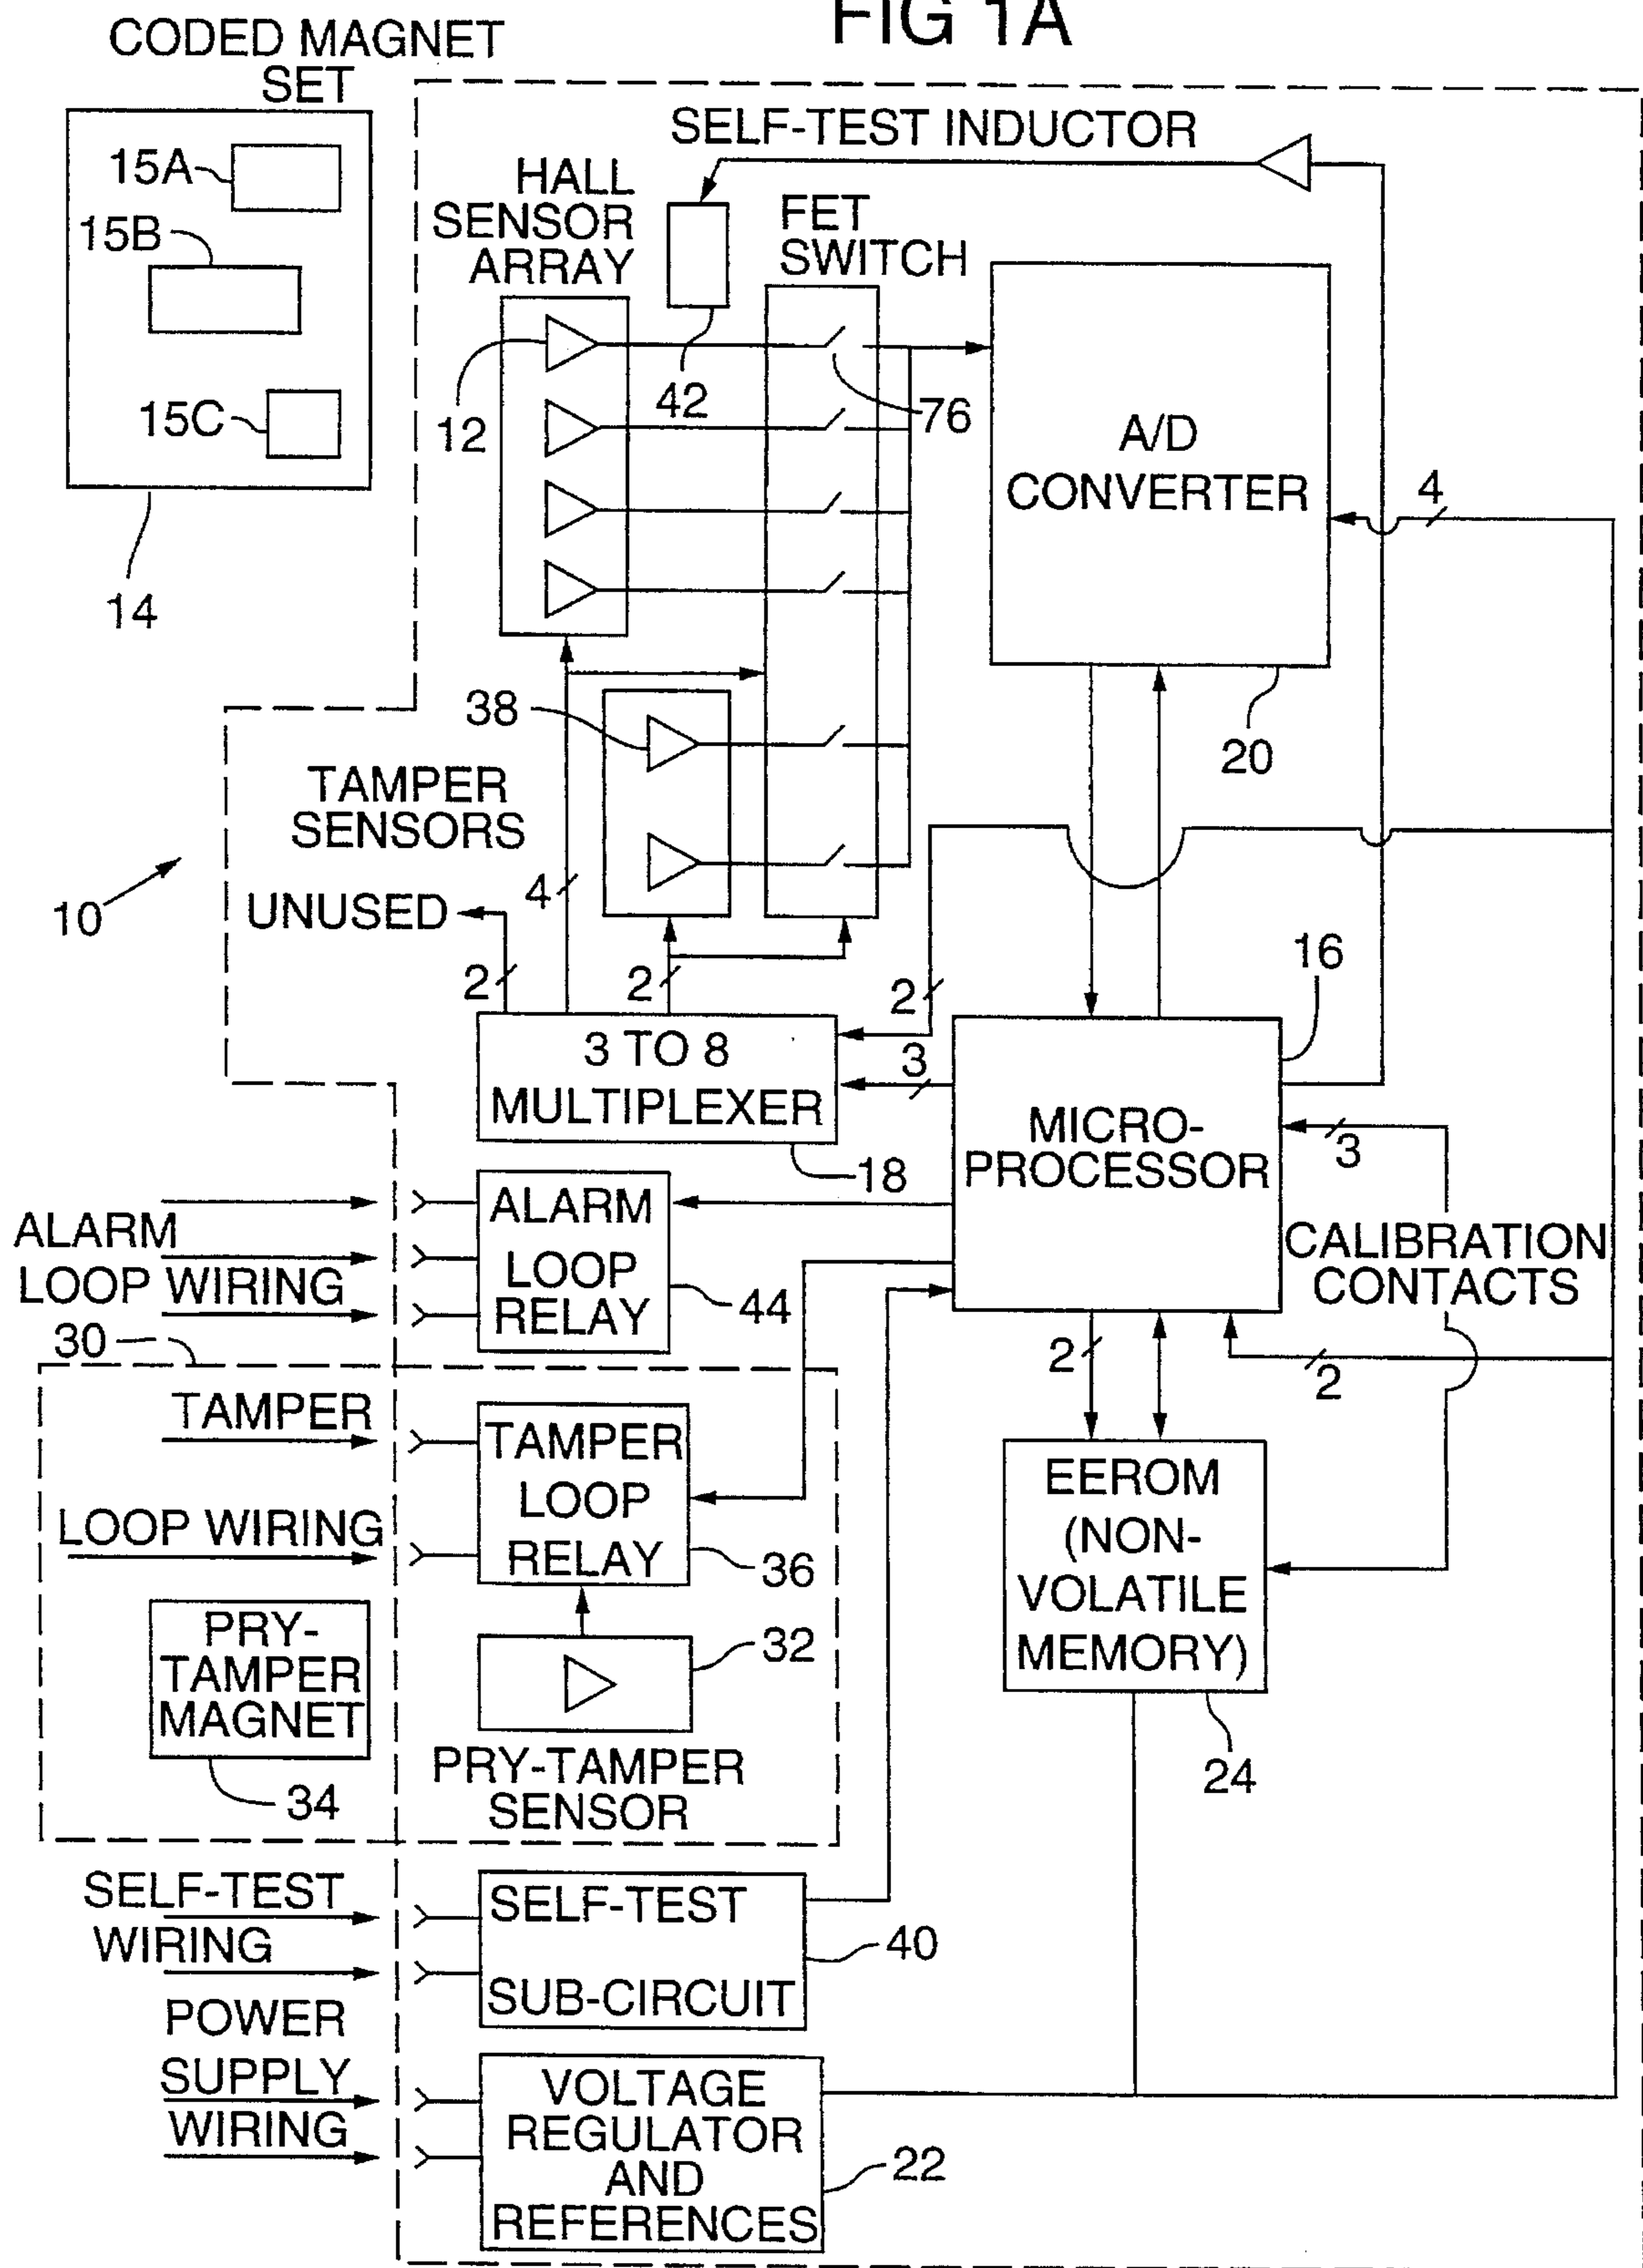 FIG 1A
CODED MAGNET
SET
15A
15B
15C
14
SELF-TEST INDUCTOR
HALL
SENSOR
ARRAY
FET
SWITCH
12
42
76
A/D
CONVERTER
4
20
38
TAMPER
SENSORS
10
UNUSED
4
2
2
2
16
3 TO 8
MULTIPLEXER
3
18
MICRO-
PROCESSOR
3
CALIBRATION
CONTACTS
ALARM
LOOP WIRING
ALARM
LOOP
RELAY
44
30
2
2
TAMPER
LOOP WIRING
TAMPER
LOOP
RELAY
36
EEROM
(NON-
VOLATILE
MEMORY)
24
PRY-
TAMPER
MAGNET
34
32
PRY-TAMPER
SENSOR
SELF-TEST
WIRING
SELF-TEST
SUB-CIRCUIT
40
POWER
SUPPLY
WIRING
VOLTAGE
REGULATOR
AND
REFERENCES
22